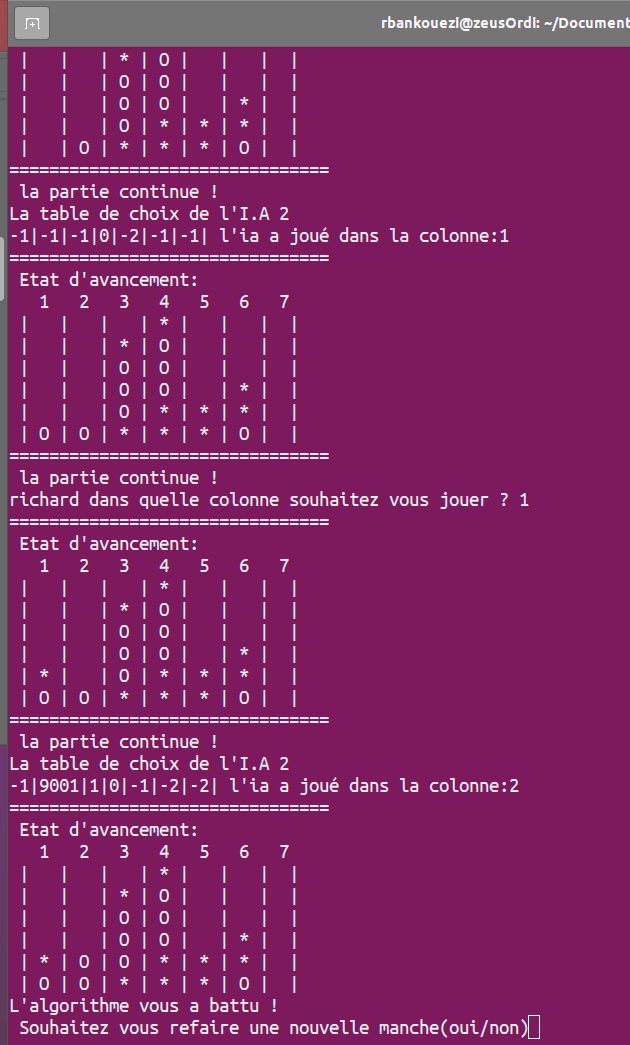 rbankouezi@zeusOrdi: ~/Document
|   |   | * | O |   |   |  |
|   |   | O | O |   |   |  |
|   |   | O | O |   | * |  |
|   |   | O | * | * | * |  |
|   | O | * | * | * | O |  |
================================
la partie continue !
La table de choix de l'I.A 2
-1|-1|-1|0|-2|-1|-1| l'ia a joué dans la colonne:1
================================
Etat d'avancement:
1   2   3   4   5   6   7
|   |   |   | * |   |   |  |
|   |   | * | O |   |   |  |
|   |   | O | O |   |   |  |
|   |   | O | O |   | * |  |
|   |   | O | * | * | * |  |
| O | O | * | * | * | O |  |
================================
la partie continue !
richard dans quelle colonne souhaitez vous jouer ? 1
================================
Etat d'avancement:
1   2   3   4   5   6   7
|   |   |   | * |   |   |  |
|   |   | * | O |   |   |  |
|   |   | O | O |   |   |  |
|   |   | O | O |   | * |  |
| * |   | O | * | * | * |  |
| O | O | * | * | * | O |  |
================================
la partie continue !
La table de choix de l'I.A 2
-1|9001|1|0|-1|-2|-2| l'ia a joué dans la colonne:2
================================
Etat d'avancement:
1   2   3   4   5   6   7
|   |   |   | * |   |   |  |
|   |   | * | O |   |   |  |
|   |   | O | O |   |   |  |
|   |   | O | O |   | * |  |
| * | O | O | * | * | * |  |
| O | O | * | * | * | O |  |
L'algorithme vous a battu !
Souhaitez vous refaire une nouvelle manche(oui/non)